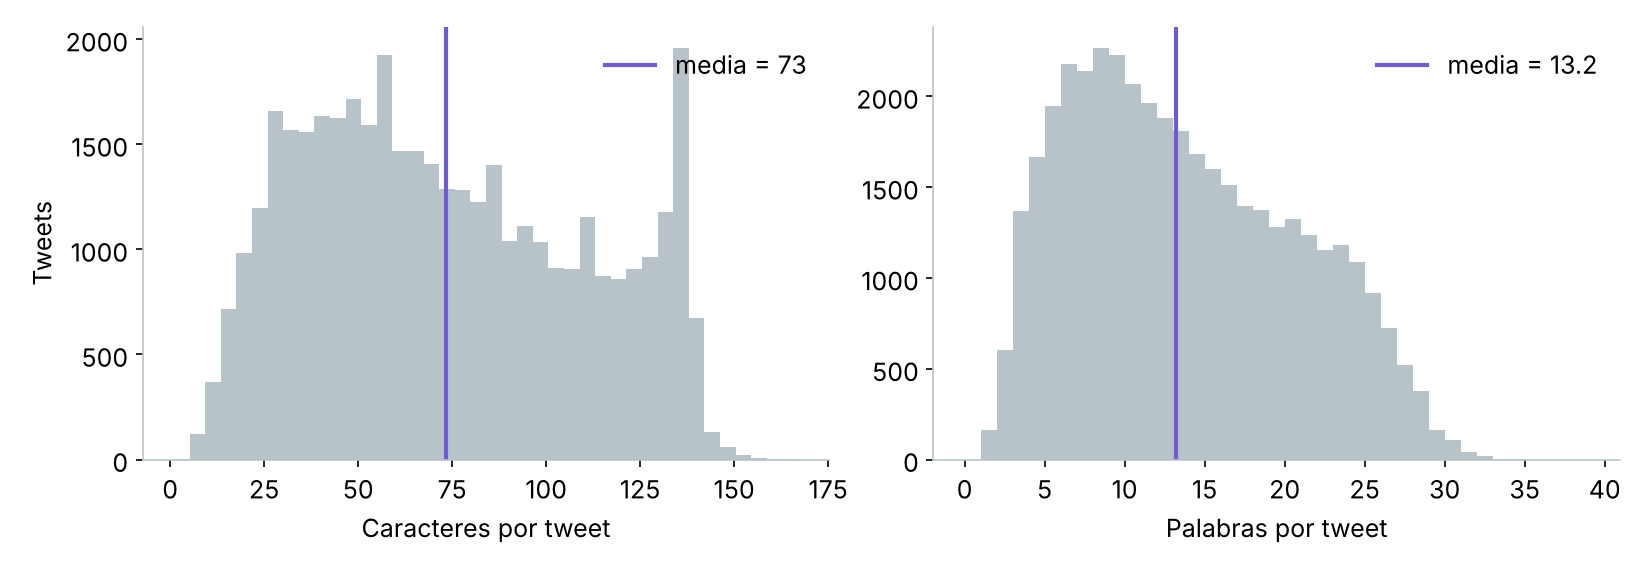 media = 73
2000
1500
1000
500
0
Tweets
0 25 50 75 100 125 150 175
Caracteres por tweet
media = 13.2
2000
1500
1000
500
0
0 5 10 15 20 25 30 35 40
Palabras por tweet